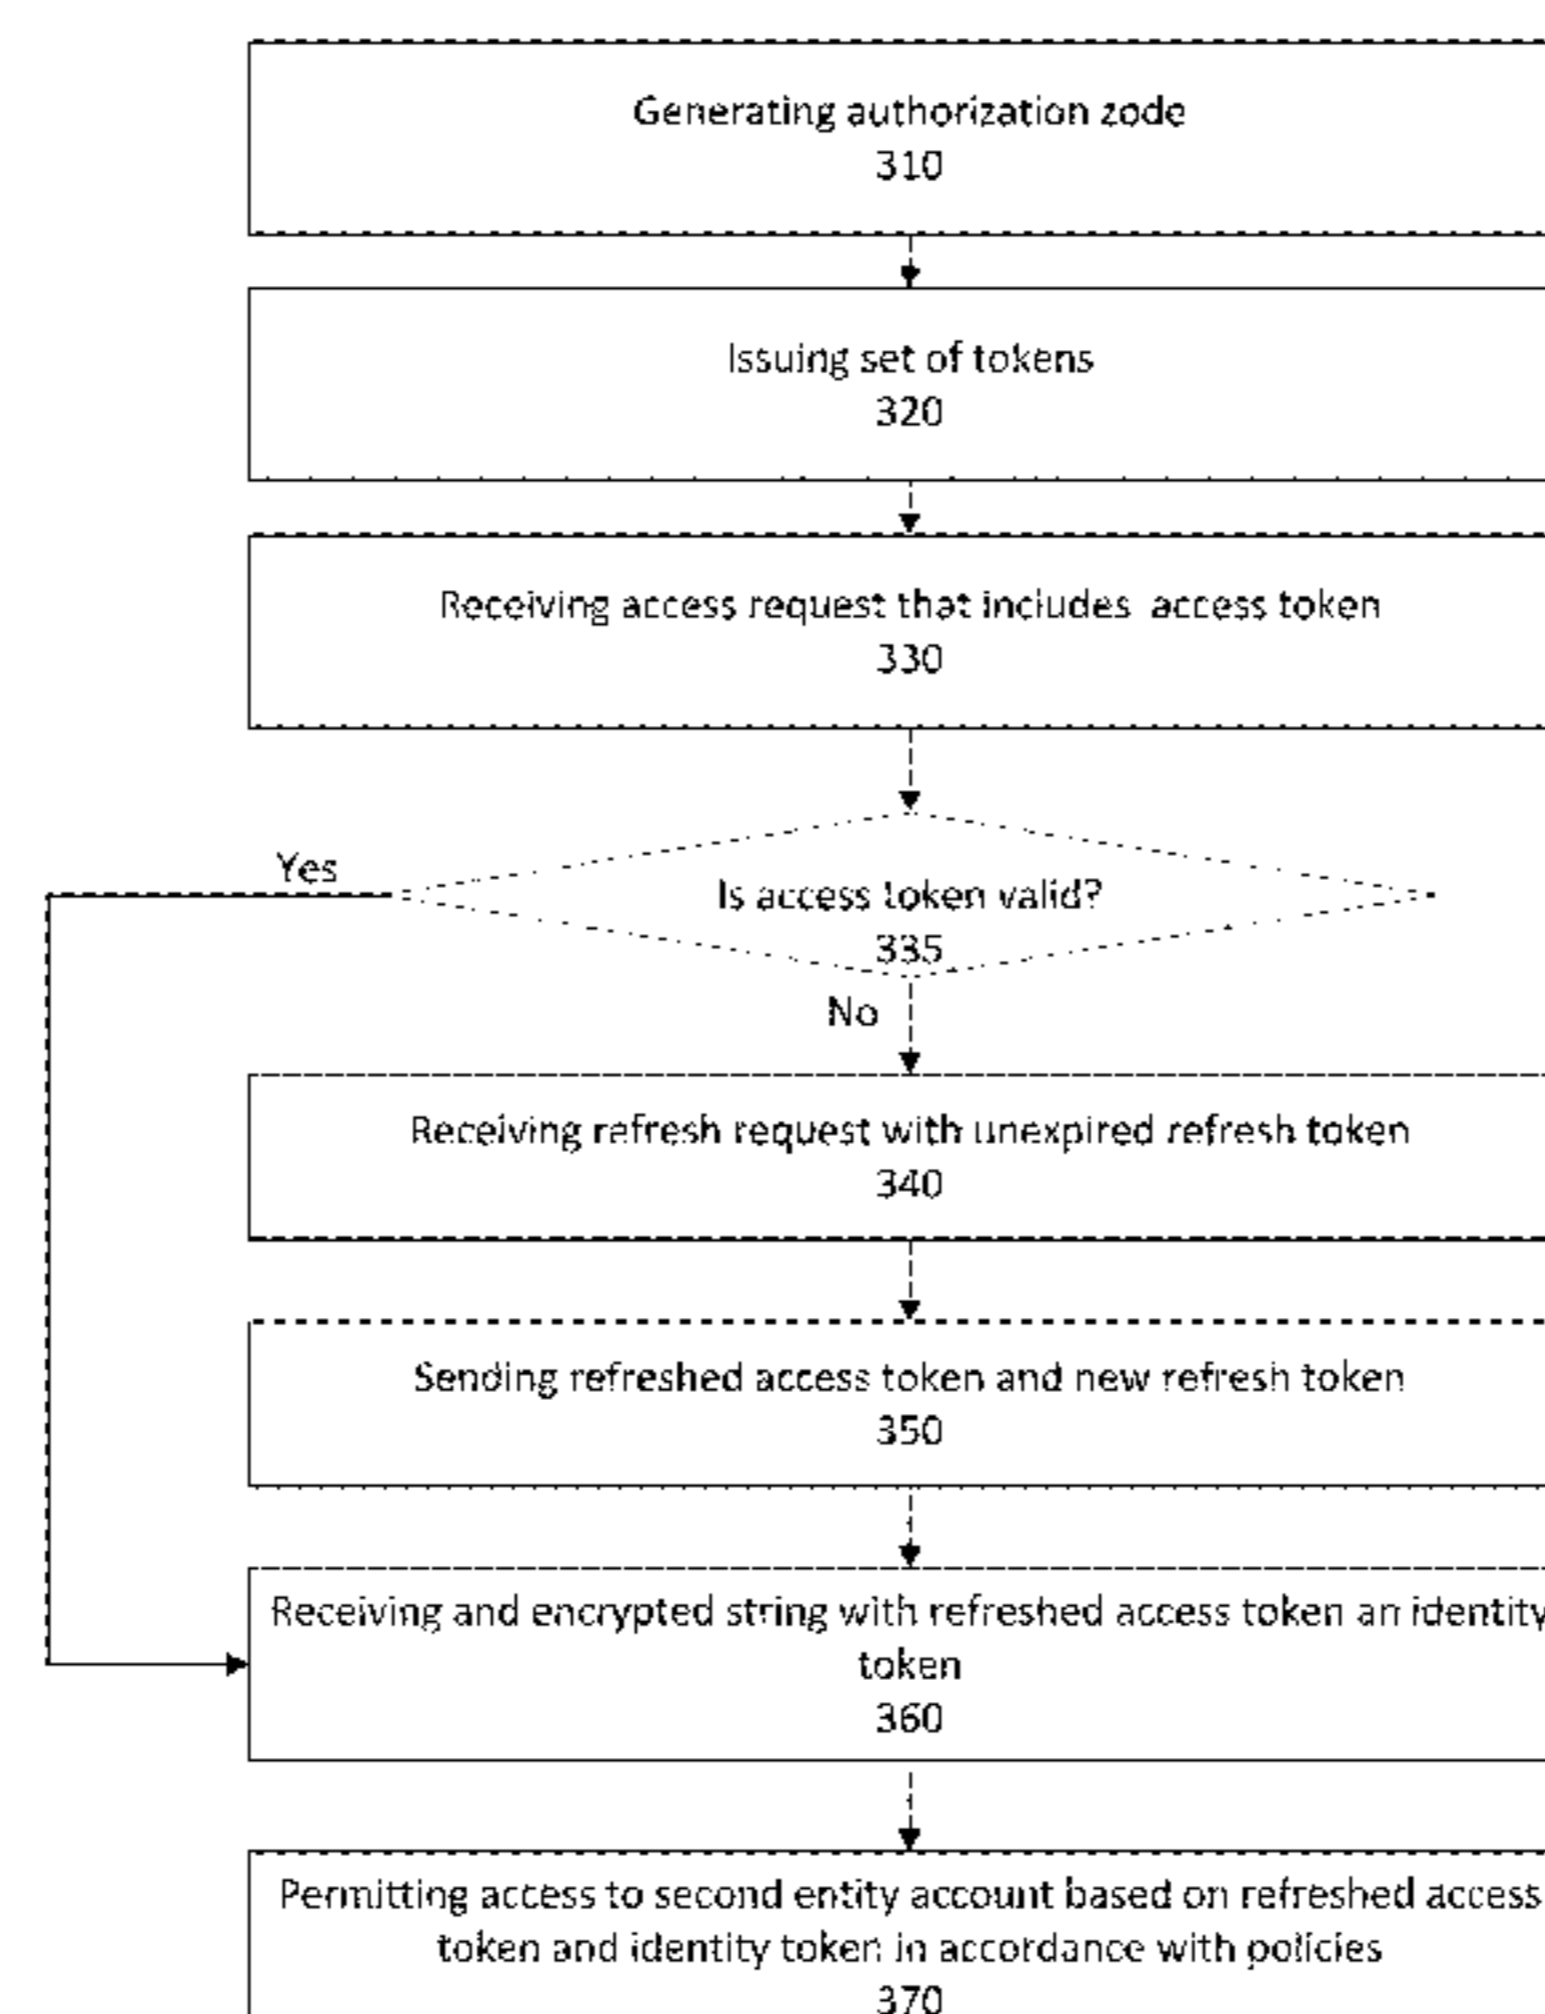 Generating authorization zode
310
Issuing set of tokens
320
Receiving access request that includes access token
330
Yes
Is access token valid?
335
No
Receiving refresh request with unexpired refresh token
340
Sending refreshed access token and new refresh token
350
Receiving and encrypted string with refreshed access token an identity
token
360
Permitting access to second entity account based on refreshed access
token and identity token in accordance with policies
370